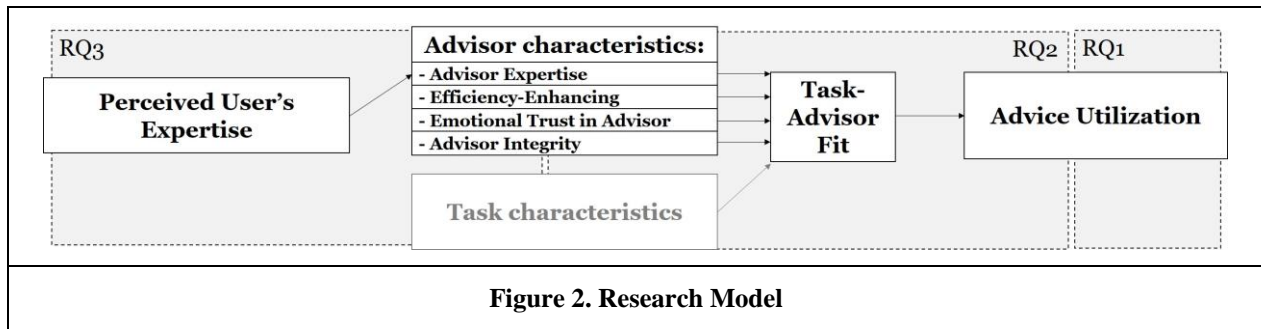 RQ3
Perceived User's
Expertise
Advisor characteristics:
- Advisor Expertise
- Efficiency-Enhancing
- Emotional Trust in Advisor
- Advisor Integrity
Task characteristics
Task-
Advisor
Fit
RQ2
RQ1
Advice Utilization
Figure 2. Research Model